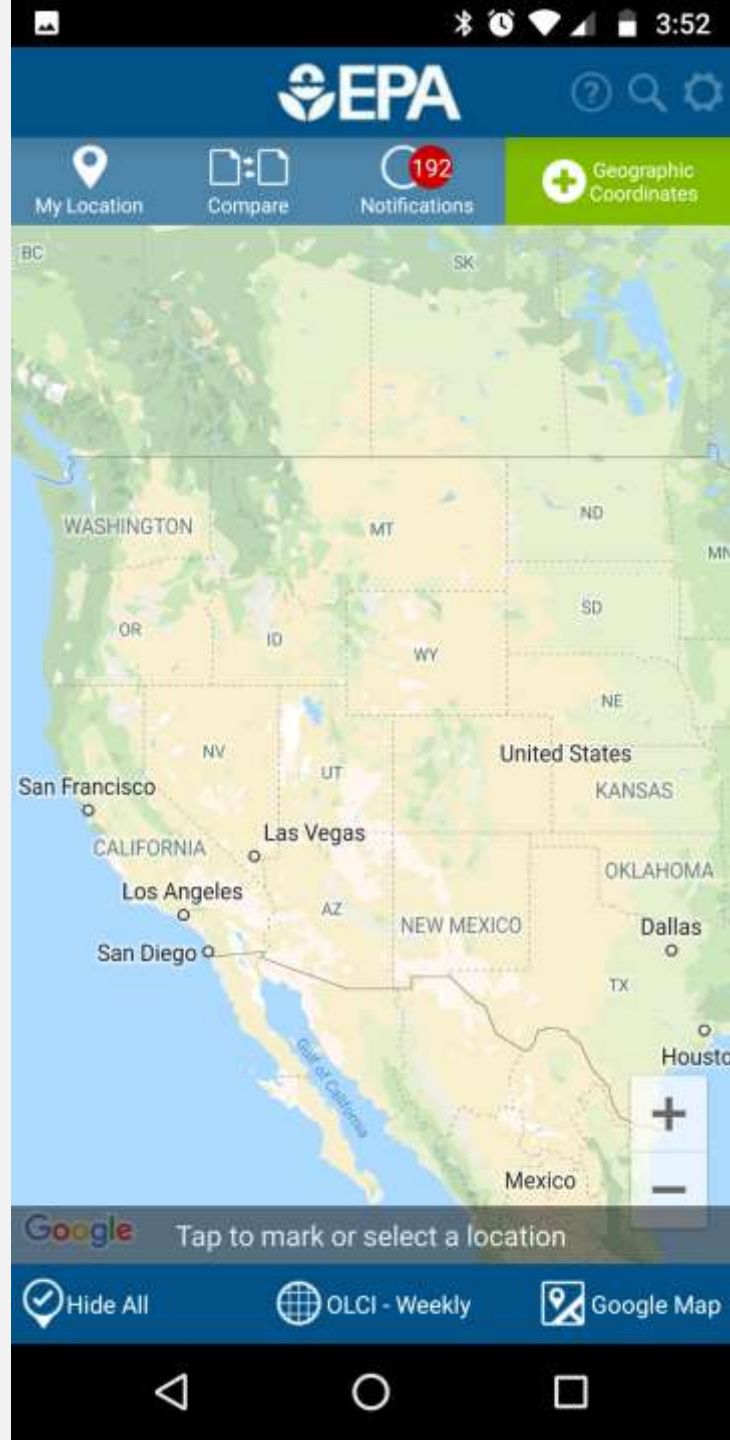 3:52
EPA
My Location
Compare
192
Notifications
Geographic
Coordinates
BC
SK
WASHINGTON
MT
ND
MN
OR
ID
WY
SD
NE
NV
UT
United States
San Francisco
KANSAS
CALIFORNIA
Las Vegas
OKLAHOMA
Los Angeles
AZ
NEW MEXICO
Dallas
San Diego
TX
Gulf of California
Housto
+
Mexico
−
Google
Tap to mark or select a location
Hide All
OLCI - Weekly
Google Map